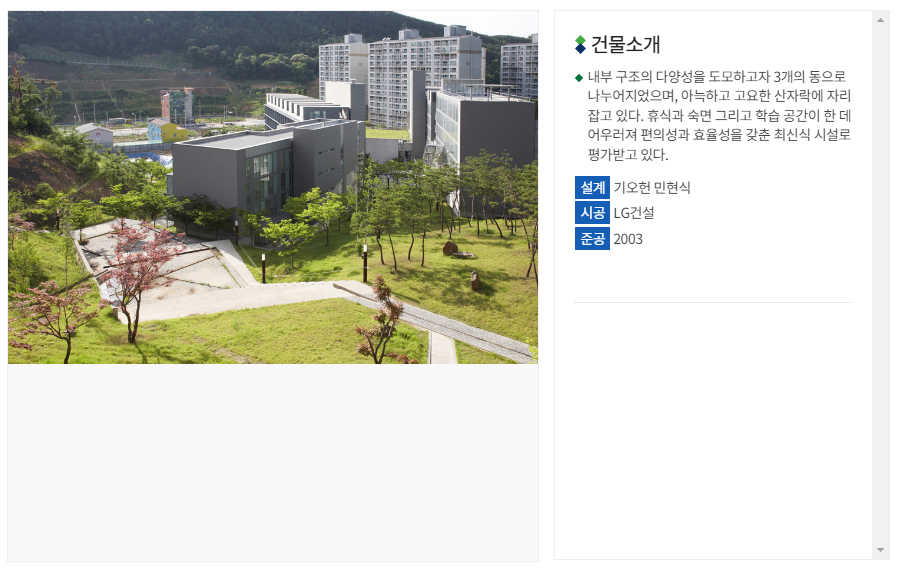 건물소개
내부 구조의 다양성을 도모하고자 3개의 동으로
나누어지었으며, 아늑하고 고요한 산자락에 자리
잡고 있다. 휴식과 숙면 그리고 학습 공간이 한 데
어우러져 편의성과 효율성을 갖춘 최신식 시설로
평가받고 있다.
설계 기오헌 민현식
시공 LG건설
준공 2003